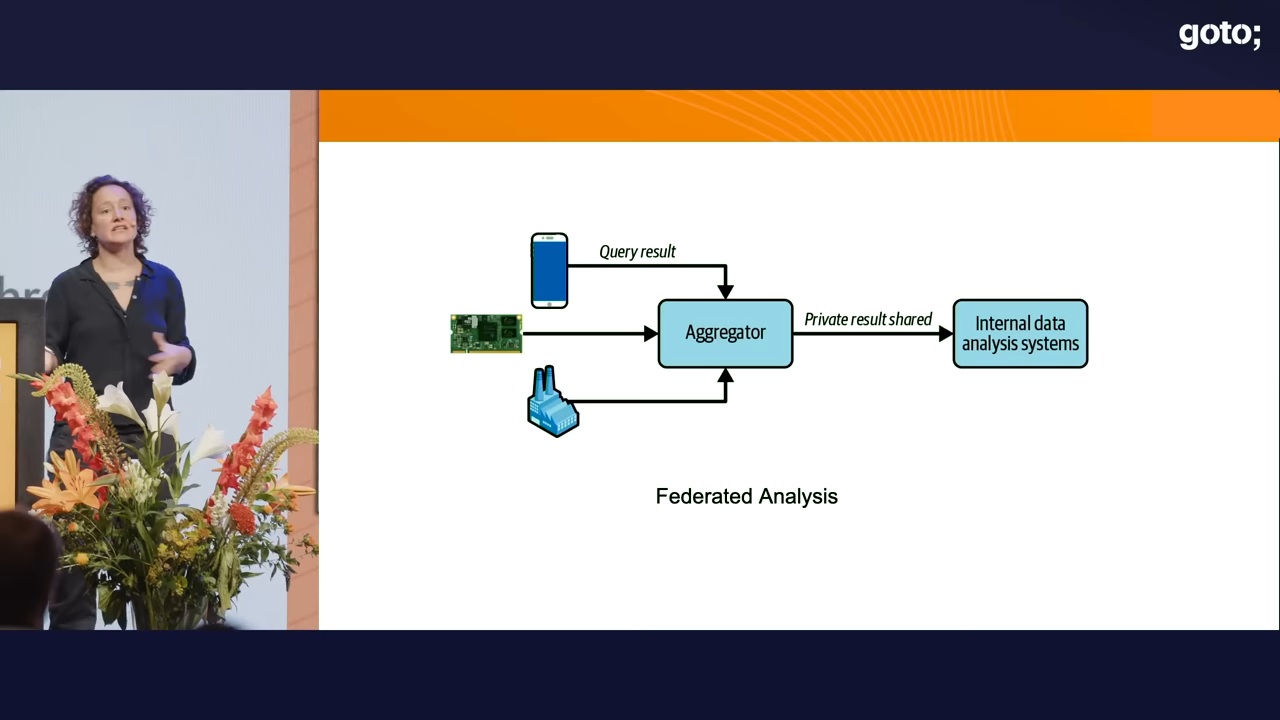 goto;
Query result
Aggregator
Private result shared
Internal data
analysis systems
Federated Analysis